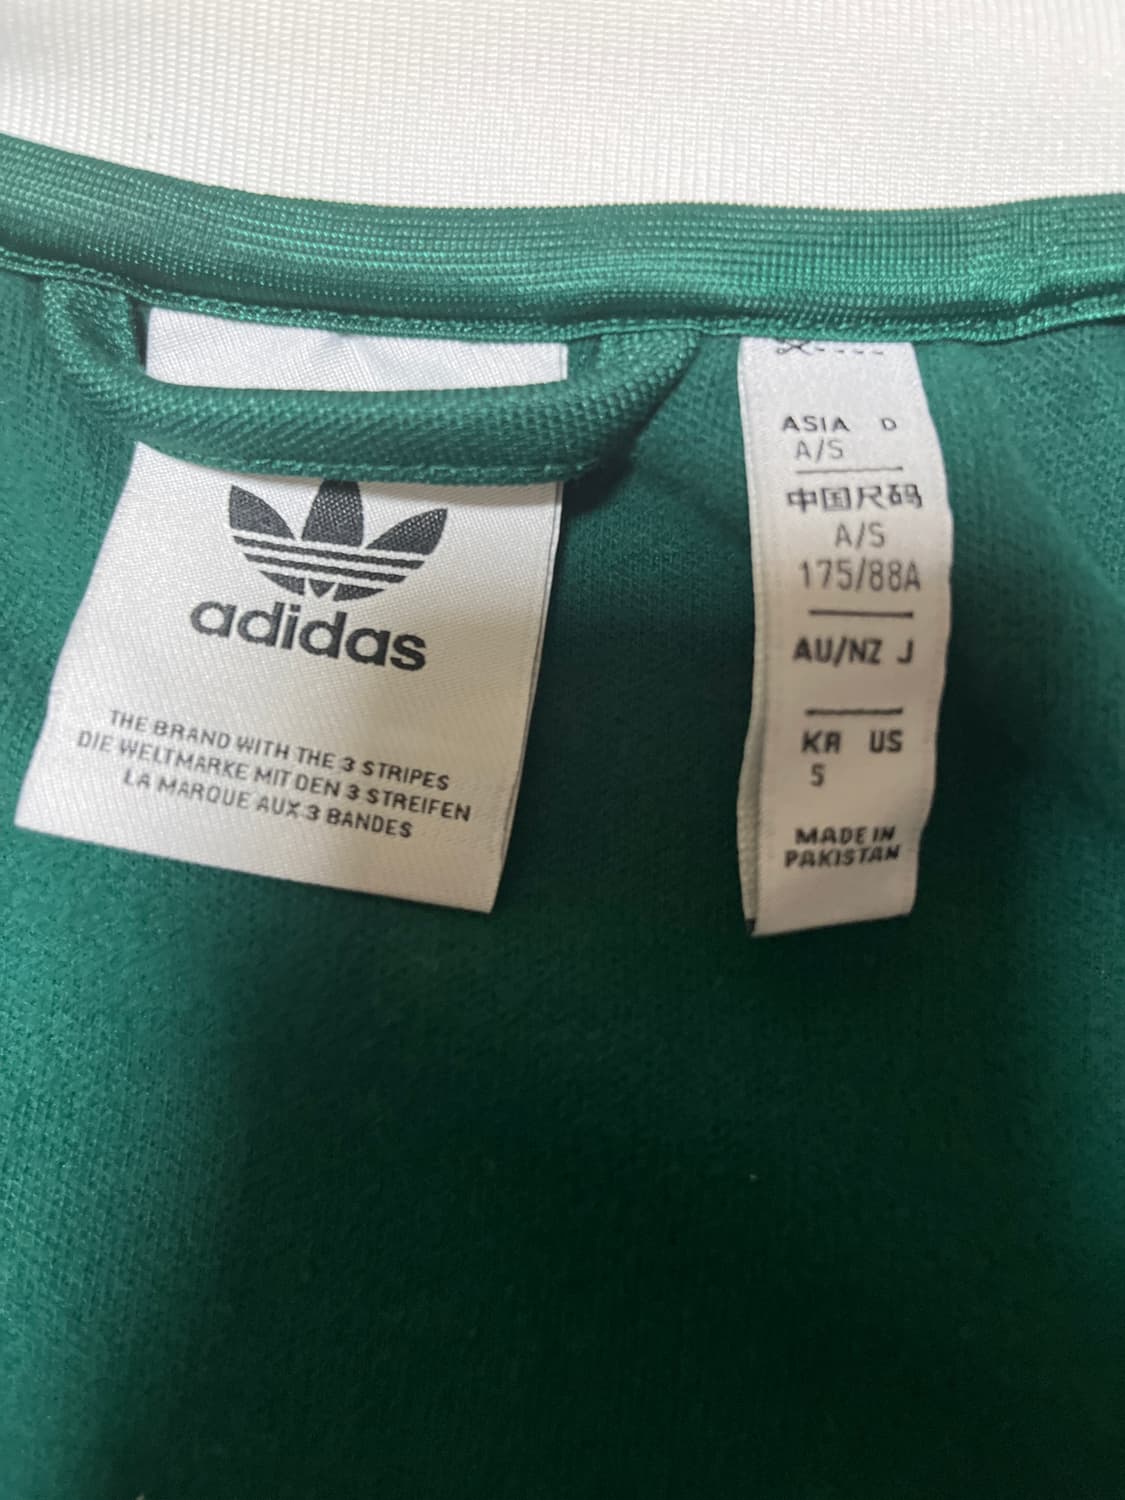 adidas
THE BRAND WITH THE 3 STRIPES
DIE WELTMARKE MIT DEN 3 STREIFEN
LA MARQUE AUX 3 BANDES
ASIA D
A/S
中国尺码
A/S
175/88A
AU/NZ J
KR US
S
MADE IN
PAKISTAN